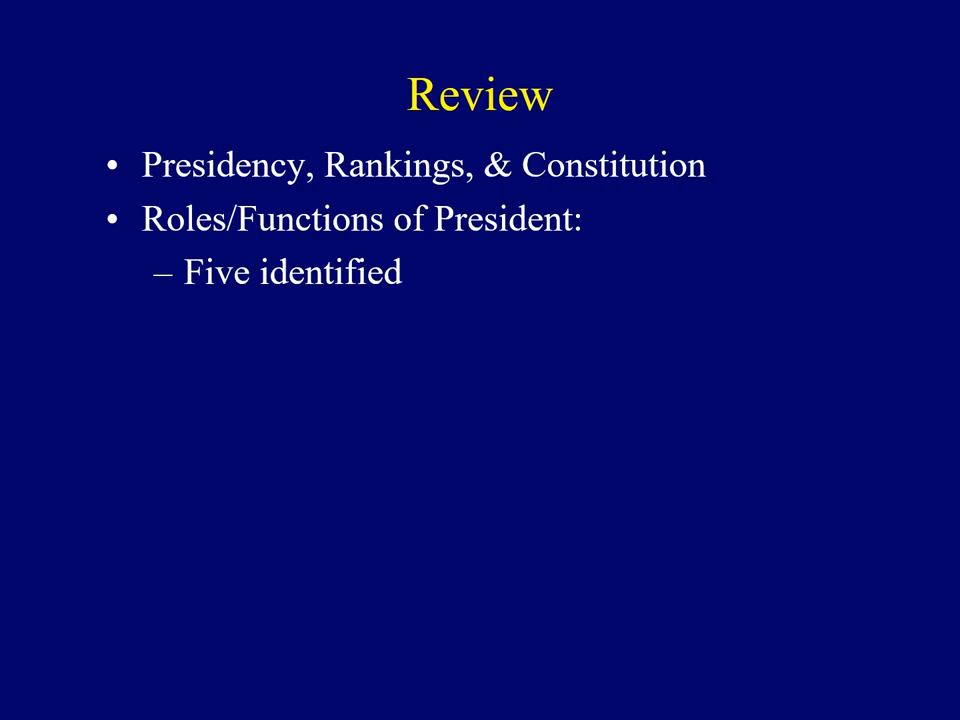 Review
• Presidency, Rankings, & Constitution
• Roles/Functions of President:
– Five identified